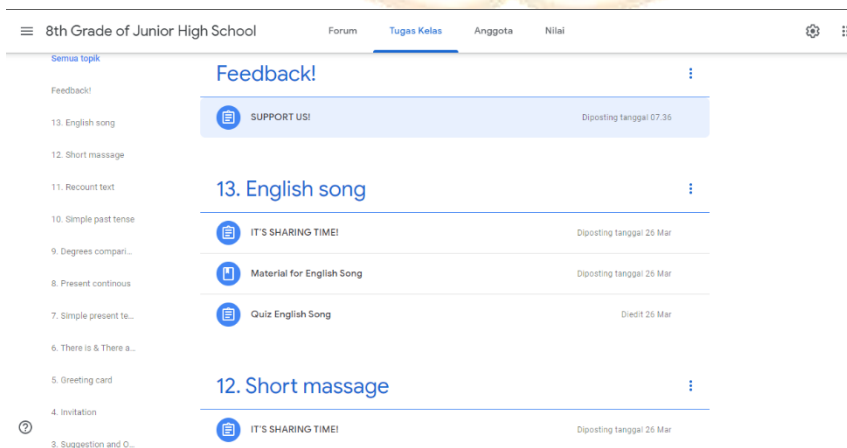 8th Grade of Junior High School
Forum
Tugas Kelas
Anggota
Nilai
Semua topik
Feedback!
13. English song
12. Short massage
11. Recount text
10. Simple past tense
9. Degrees compari...
8. Present continous
7. Simple present te...
6. There is & There a...
5. Greeting card
4. Invitation
3. Suggestion and O...
Feedback!
SUPPORT US!
Diposting tanggal 07.36
13. English song
IT'S SHARING TIME!
Diposting tanggal 26 Mar
Material for English Song
Diposting tanggal 26 Mar
Quiz English Song
Diedit 26 Mar
12. Short massage
IT'S SHARING TIME!
Diposting tanggal 26 Mar